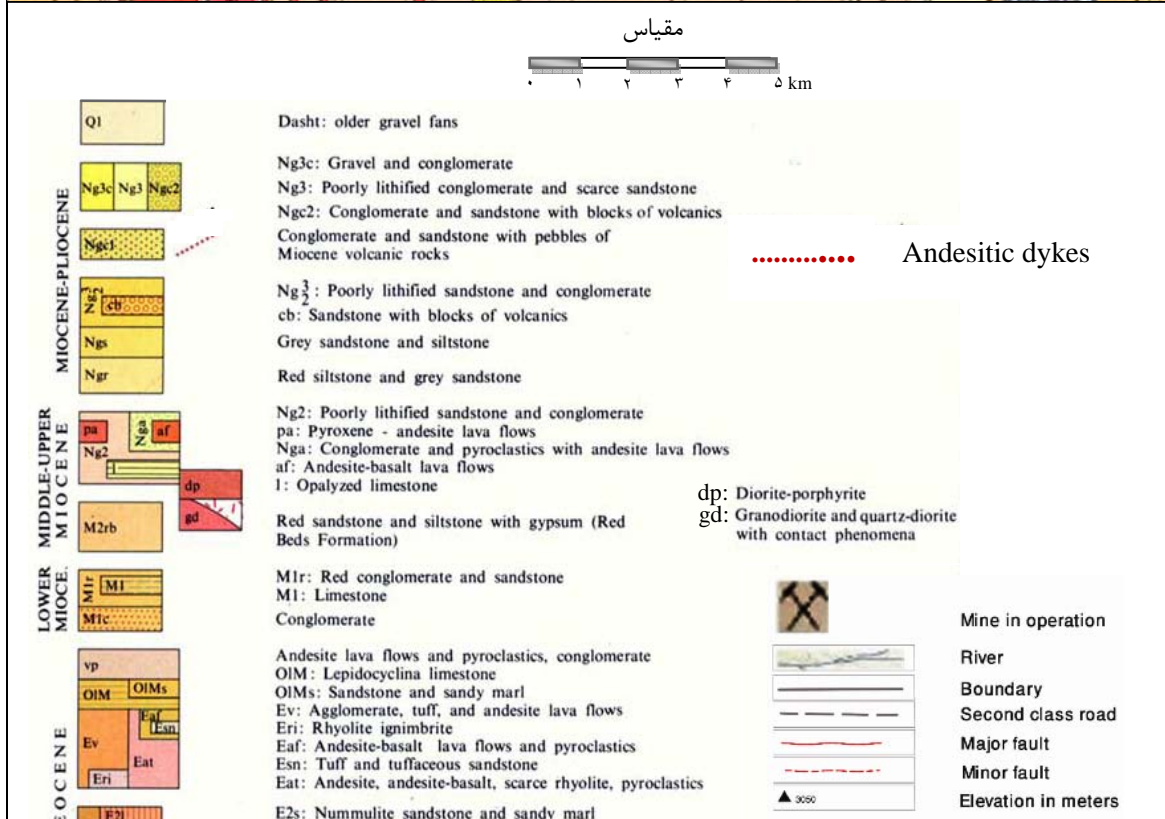 مقیاس
۰ ۱ ۲ ۳ ۴ ۵ km
Q1 Dasht: older gravel fans
MIOCENE-PLIOCENE
Ng3c Ng3 Ngc2
Ng3c: Gravel and conglomerate
Ng3: Poorly lithified conglomerate and scarce sandstone
Ngc2: Conglomerate and sandstone with blocks of volcanics
Ngc1 Conglomerate and sandstone with pebbles of
Miocene volcanic rocks
Andesitic dykes
Ng 3/2 cb
Ng 3/2 : Poorly lithified sandstone and conglomerate
cb: Sandstone with blocks of volcanics
Ngs Grey sandstone and siltstone
Ngr Red siltstone and grey sandstone
MIDDLE-UPPER
MIOCENE
pa Nga af
Ng2
l
dp
gd
Ng2: Poorly lithified sandstone and conglomerate
pa: Pyroxene - andesite lava flows
Nga: Conglomerate and pyroclastics with andesite lava flows
af: Andesite-basalt lava flows
l: Opalyzed limestone
dp: Diorite-porphyrite
gd: Granodiorite and quartz-diorite
with contact phenomena
M2rb Red sandstone and siltstone with gypsum (Red
Beds Formation)
LOWER
MIOCE.
M1r M1
M1c
M1r: Red conglomerate and sandstone
M1: Limestone
Conglomerate
Mine in operation
River
Boundary
Second class road
Major fault
Minor fault
▲ 3050 Elevation in meters
EOCENE
vp Andesite lava flows and pyroclastics, conglomerate
OlM OlMs
OlM: Lepidocyclina limestone
OlMs: Sandstone and sandy marl
Ev Eaf Esn
Eri Eat
Ev: Agglomerate, tuff, and andesite lava flows
Eri: Rhyolite ignimbrite
Eaf: Andesite-basalt lava flows and pyroclastics
Esn: Tuff and tuffaceous sandstone
Eat: Andesite, andesite-basalt, scarce rhyolite, pyroclastics
E2l
E2s: Nummulite sandstone and sandy marl